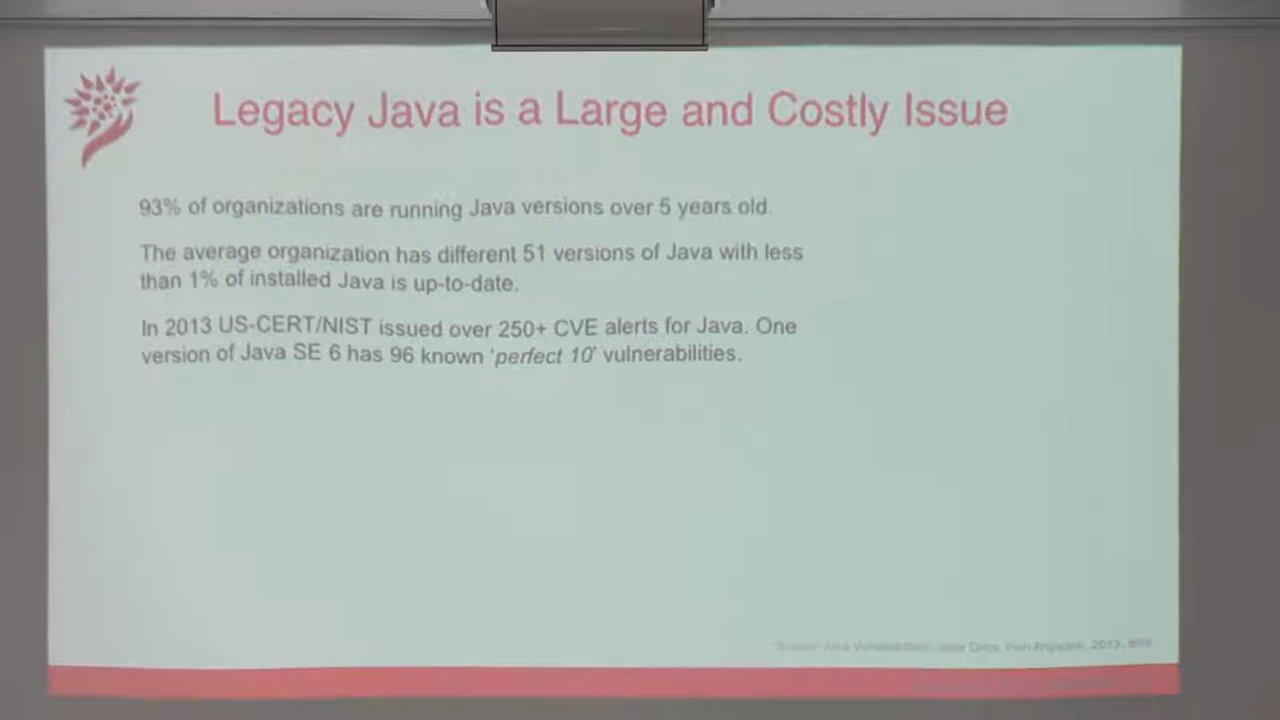 Legacy Java is a Large and Costly Issue
93% of organizations are running Java versions over 5 years old.
The average organization has different 51 versions of Java with less
than 1% of installed Java is up-to-date.
In 2013 US-CERT/NIST issued over 250+ CVE alerts for Java. One
version of Java SE 6 has 96 known ‘perfect 10’ vulnerabilities.
2013